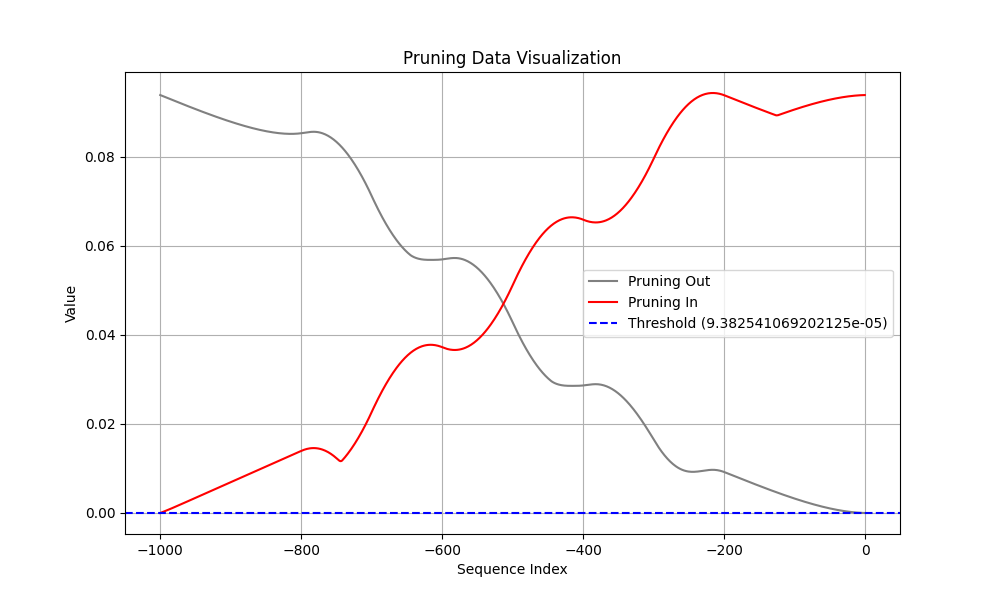 Pruning Data Visualization
Value
0.08
0.06
0.04
0.02
0.00
Pruning Out
Pruning In
Threshold (9.382541069202125e-05)
−1000
−800
−600
−400
−200
0
Sequence Index